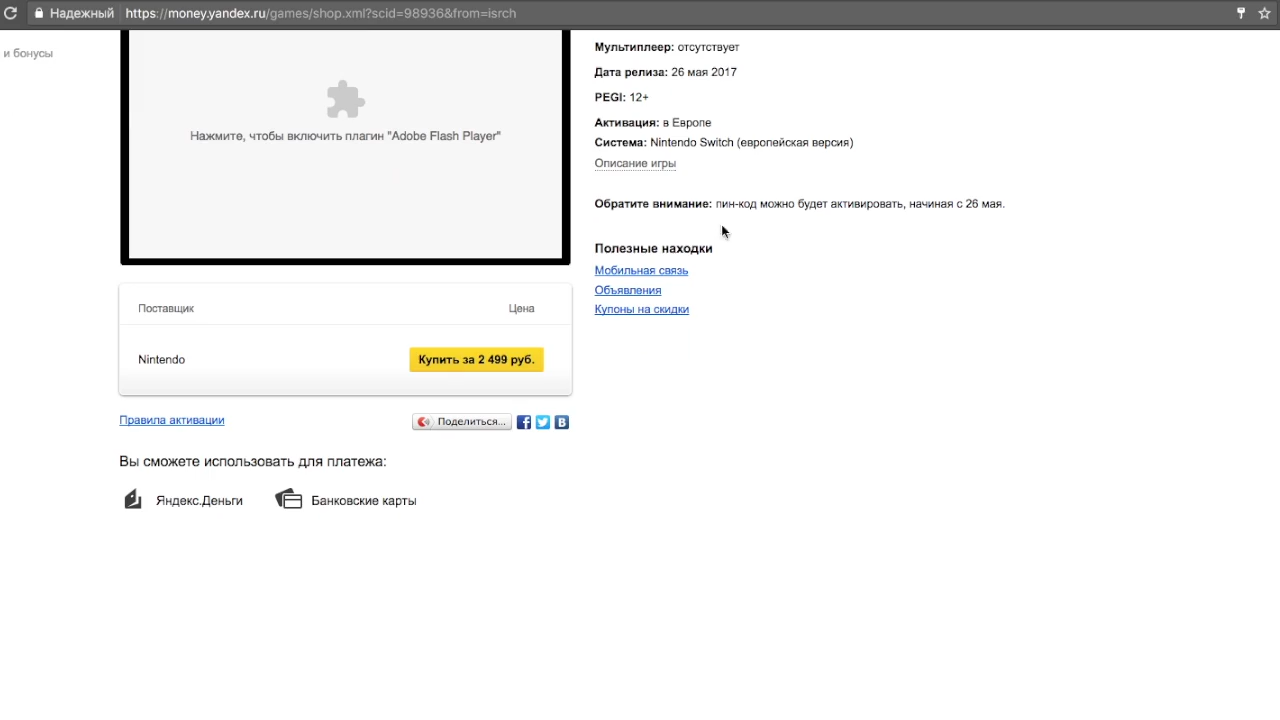 Надежный https://money.yandex.ru/games/shop.xml?scid=98936&from=isrch
и бонусы
Нажмите, чтобы включить плагин "Adobe Flash Player"
Мультиплеер: отсутствует
Дата релиза: 26 мая 2017
PEGI: 12+
Активация: в Европе
Система: Nintendo Switch (европейская версия)
Описание игры
Обратите внимание: пин-код можно будет активировать, начиная с 26 мая.
Полезные находки
Мобильная связь
Объявления
Купоны на скидки
Поставщик Цена
Nintendo Купить за 2 499 руб.
Правила активации Поделиться...
Вы сможете использовать для платежа:
Яндекс.Деньги Банковские карты